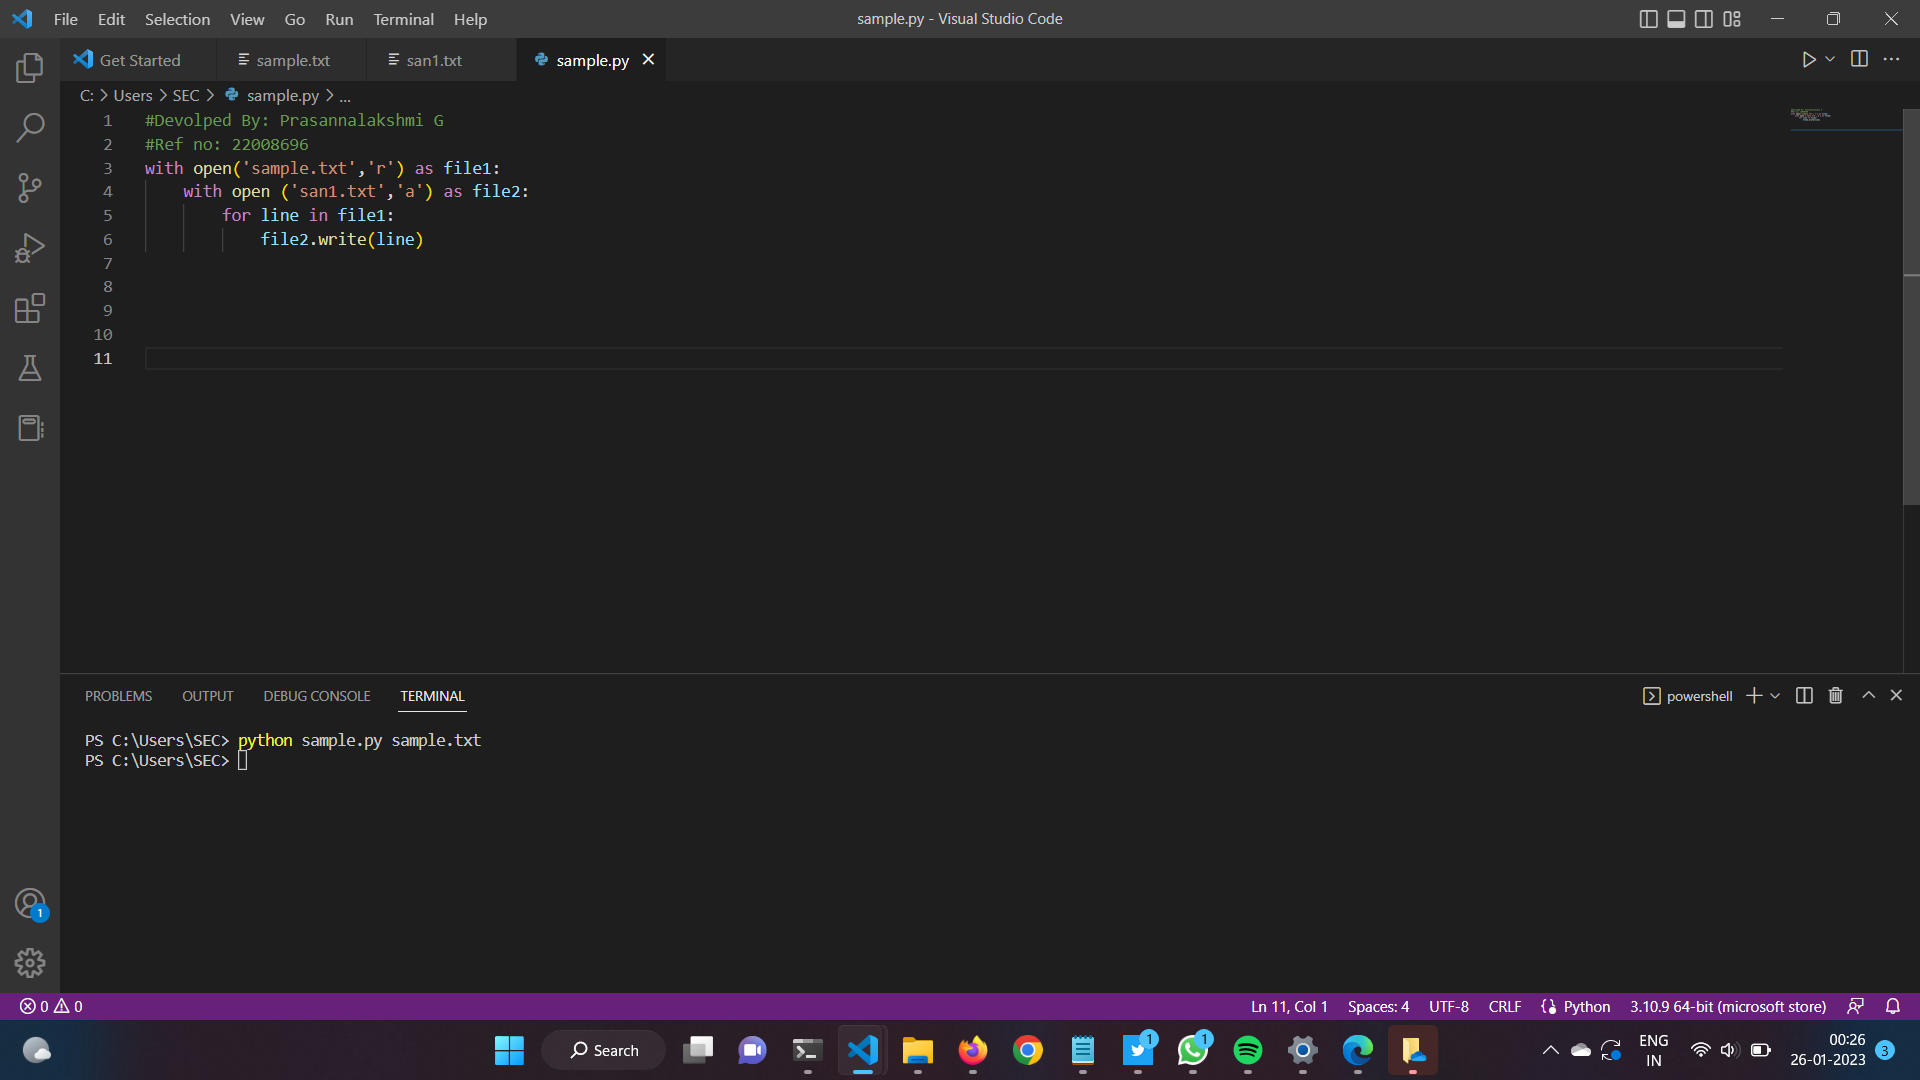 File Edit Selection View Go Run Terminal Help
sample.py - Visual Studio Code
Get Started
sample.txt
san1.txt
sample.py
C: > Users > SEC > sample.py > ...
1 #Devolped By: Prasannalakshmi G
2 #Ref no: 22008696
3 with open('sample.txt','r') as file1:
4 with open ('san1.txt','a') as file2:
5 for line in file1:
6 file2.write(line)
7
8
9
10
11
PROBLEMS OUTPUT DEBUG CONSOLE TERMINAL
powershell
PS C:\Users\SEC> python sample.py sample.txt
PS C:\Users\SEC>
1
0 0
Ln 11, Col 1 Spaces: 4 UTF-8 CRLF Python 3.10.9 64-bit (microsoft store)
Search
1
1
ENG
IN
00:26
26-01-2023
3